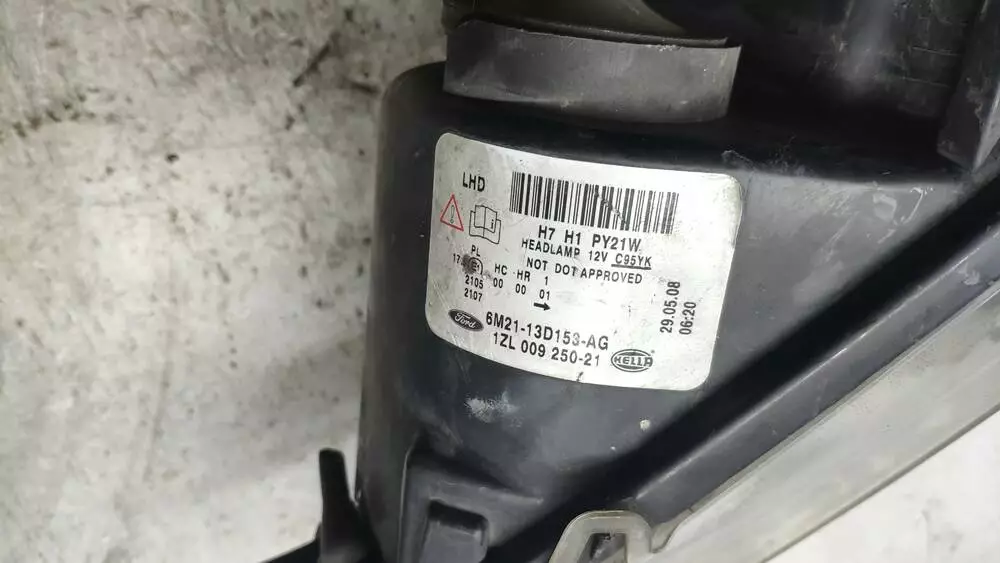 LHD
H7 H1 PY21W
HEADLAMP 12V C95YK
NOT DOT APPROVED
PL HC HR 1
E1
2105 00 00 01
2107
Ford 6M21-13D153-AG
1ZL 009 250-21 HELLA
29.05.08
06:20